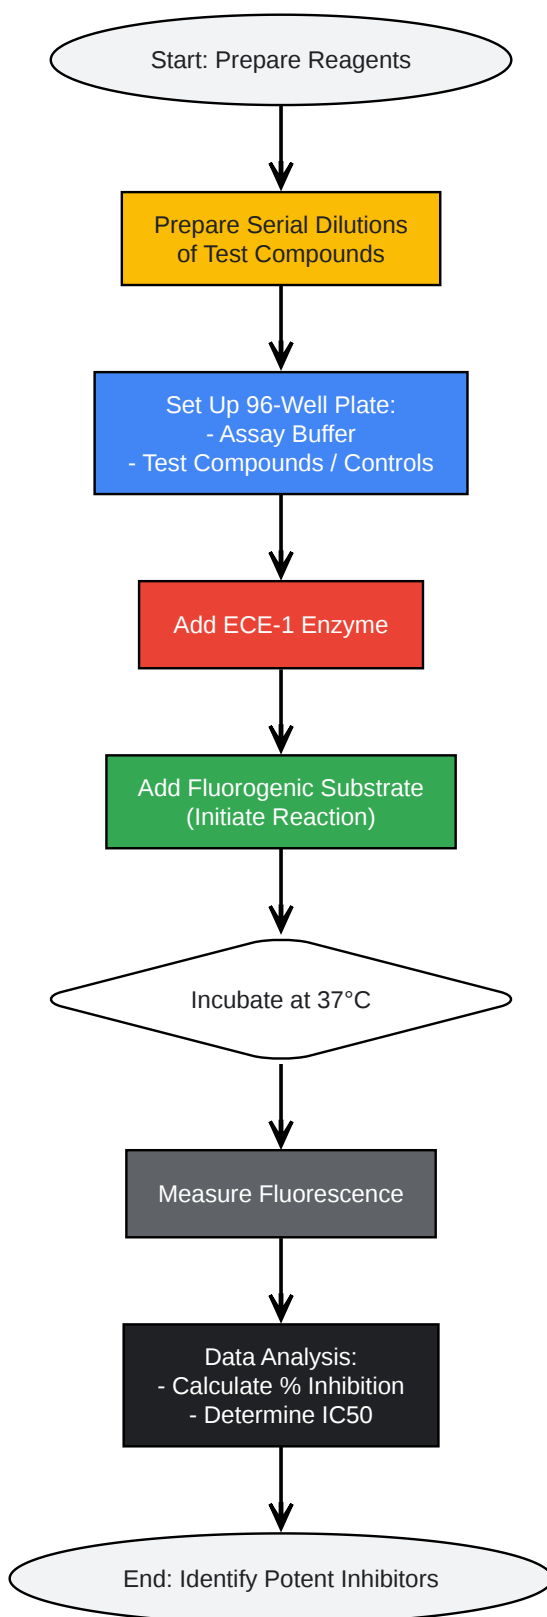 Start: Prepare Reagents
Prepare Serial Dilutions
of Test Compounds
Set Up 96-Well Plate:
- Assay Buffer
- Test Compounds / Controls
Add ECE-1 Enzyme
Add Fluorogenic Substrate
(Initiate Reaction)
Incubate at 37°C
Measure Fluorescence
Data Analysis:
- Calculate % Inhibition
- Determine IC50
End: Identify Potent Inhibitors